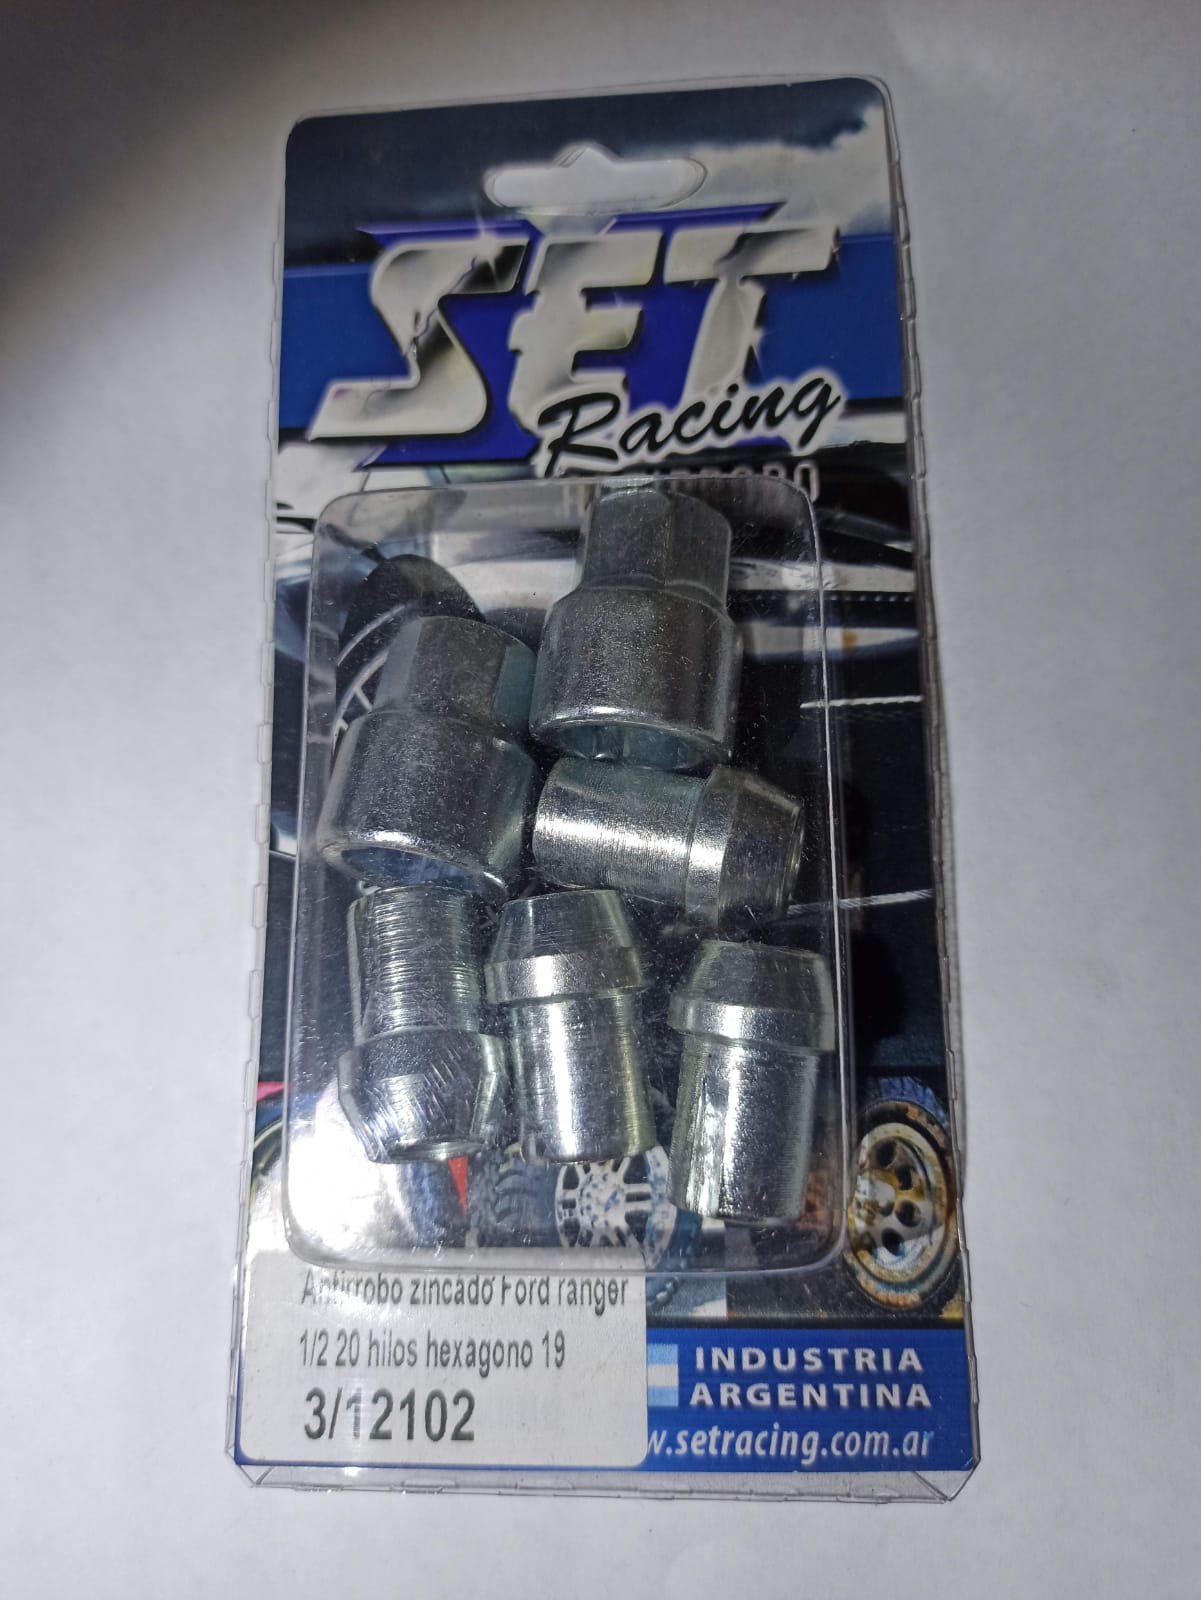 SET
Racing
Antirrobo zincado Ford ranger
1/2 20 hilos hexagono 19
3/12102
INDUSTRIA
ARGENTINA
w.setracing.com.ar